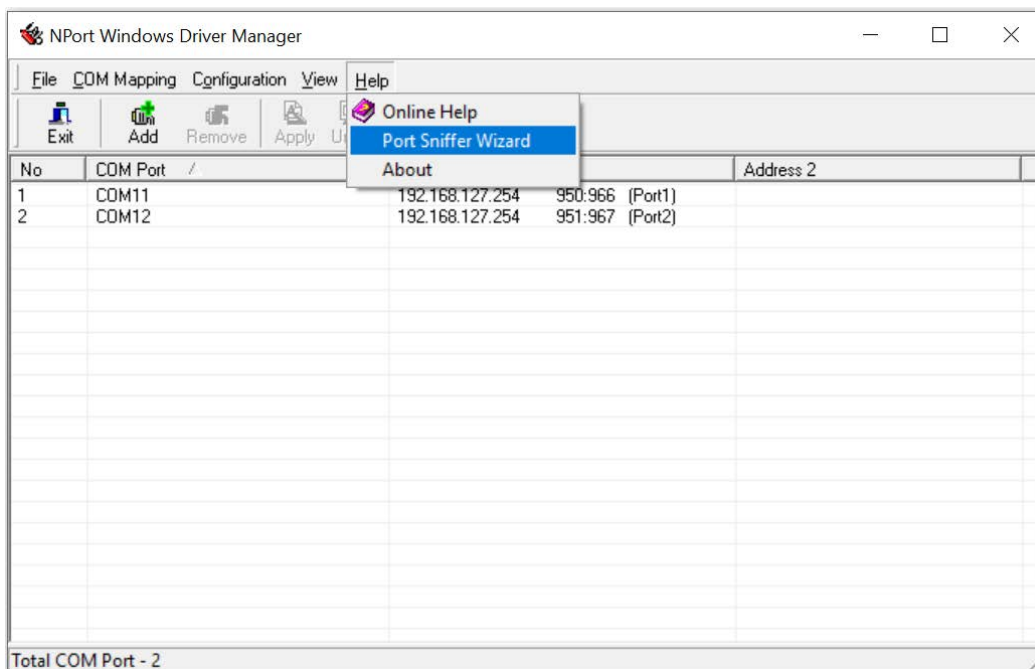 NPort Windows Driver Manager
File COM Mapping Configuration View Help
Online Help
Port Sniffer Wizard
About
Exit Add Remove Apply
No COM Port Address 2
1 COM11 192.168.127.254 950:966 (Port1)
2 COM12 192.168.127.254 951:967 (Port2)
Total COM Port - 2